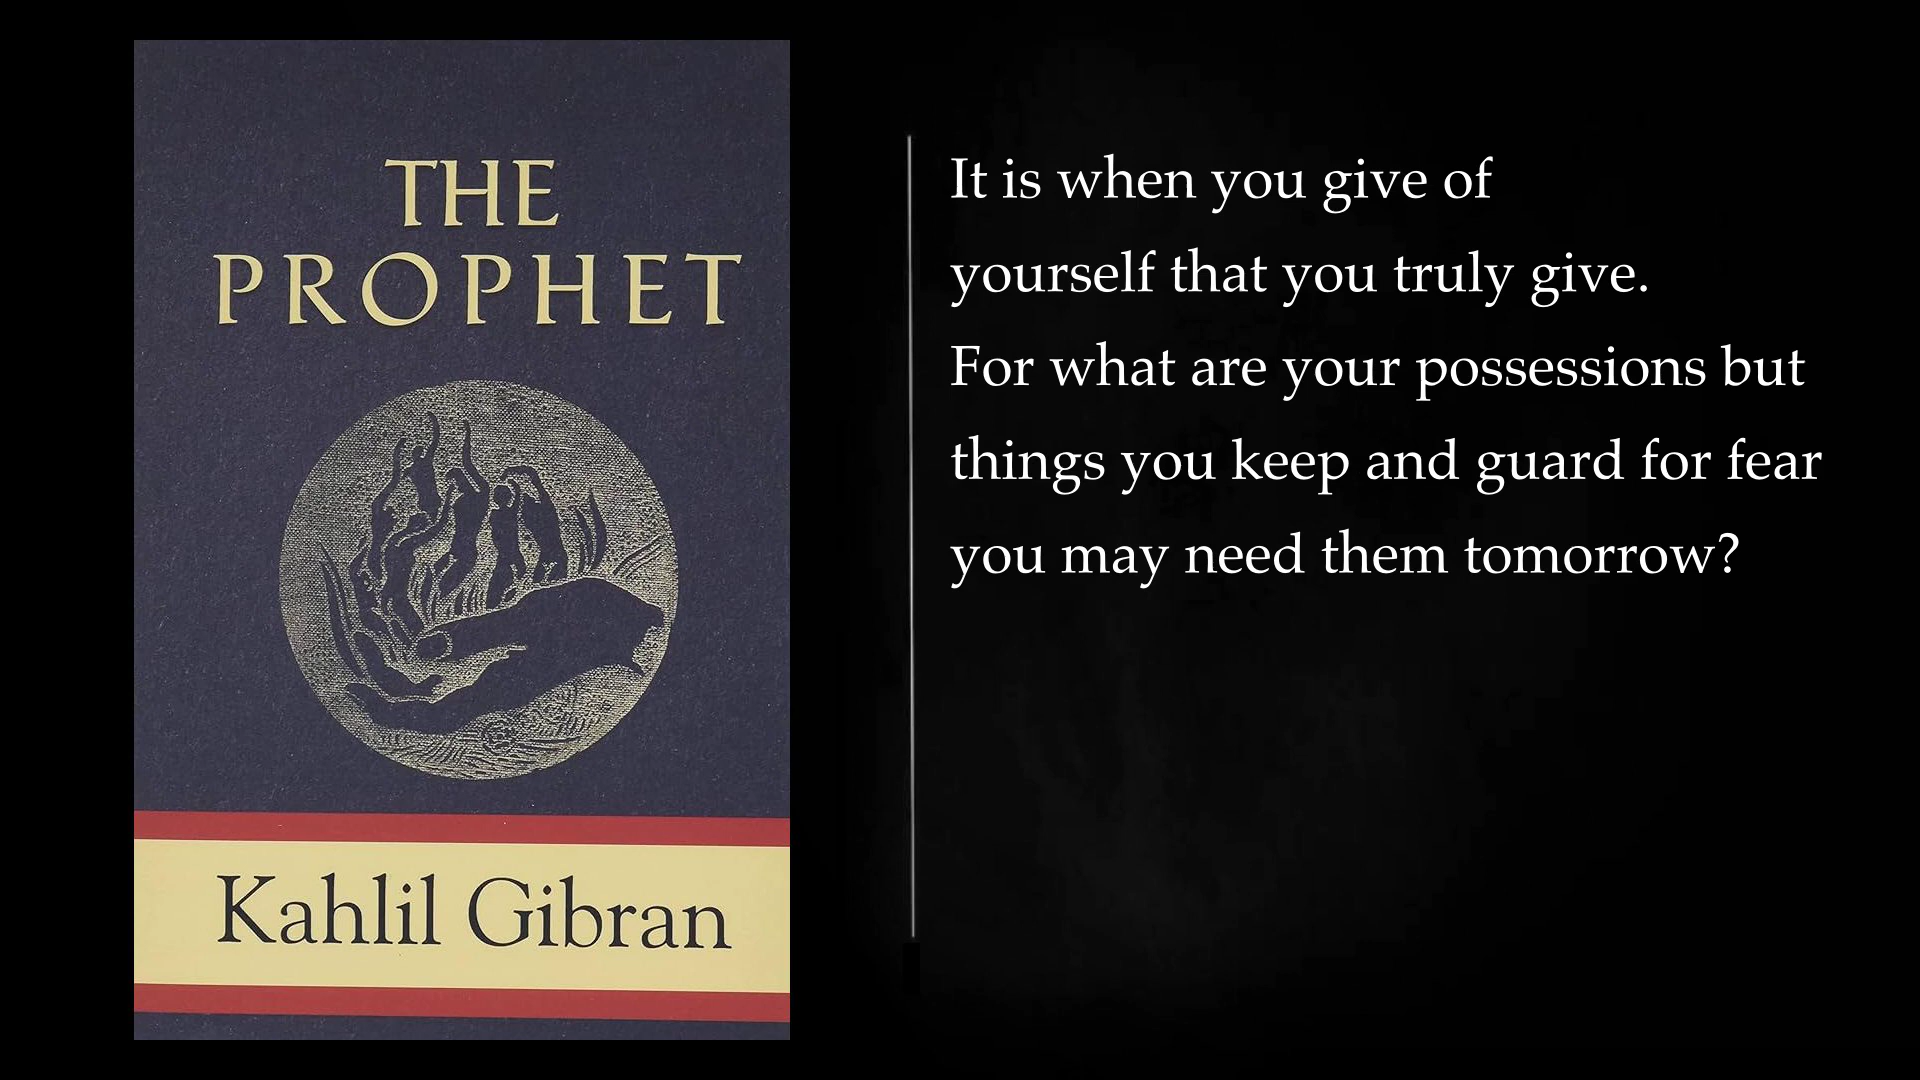 THE
PROPHET
Kahlil Gibran
It is when you give of
yourself that you truly give.
For what are your possessions but
things you keep and guard for fear
you may need them tomorrow?